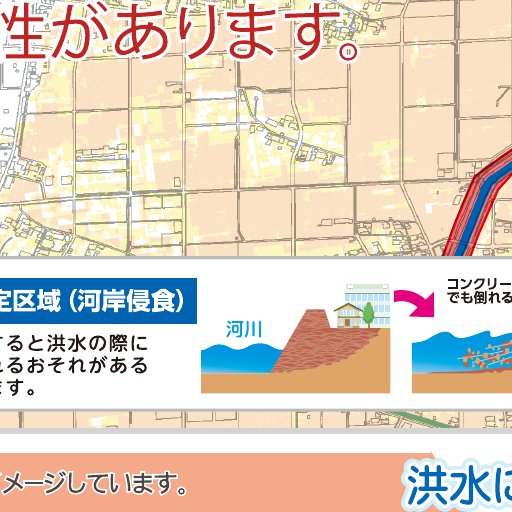 性があります。
定区域（河岸侵食）
すると洪水の際に
れるおそれがある
ます。
河川
コンクリー
でも倒れる
イメージしています。
洪水に